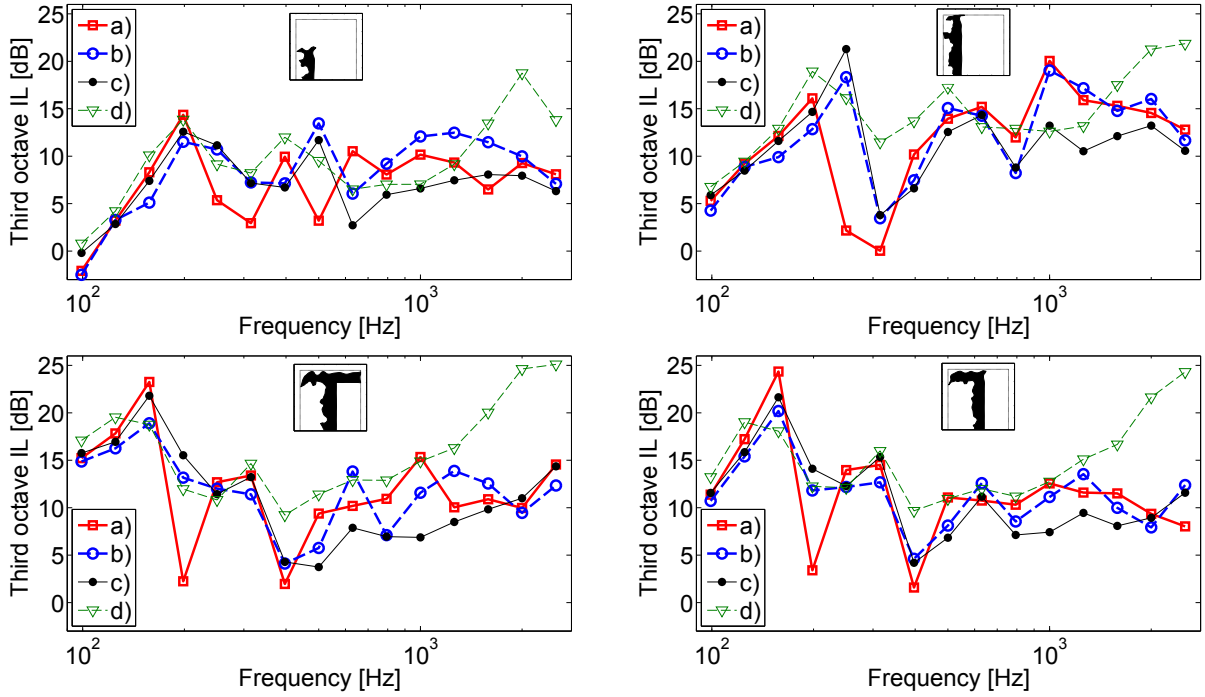 Third octave IL [dB]
25
20
15
10
5
0
a)
b)
c)
d)
10²
10³
Frequency [Hz]
Third octave IL [dB]
25
20
15
10
5
0
a)
b)
c)
d)
10²
10³
Frequency [Hz]
Third octave IL [dB]
25
20
15
10
5
0
a)
b)
c)
d)
10²
10³
Frequency [Hz]
Third octave IL [dB]
25
20
15
10
5
0
a)
b)
c)
d)
10²
10³
Frequency [Hz]